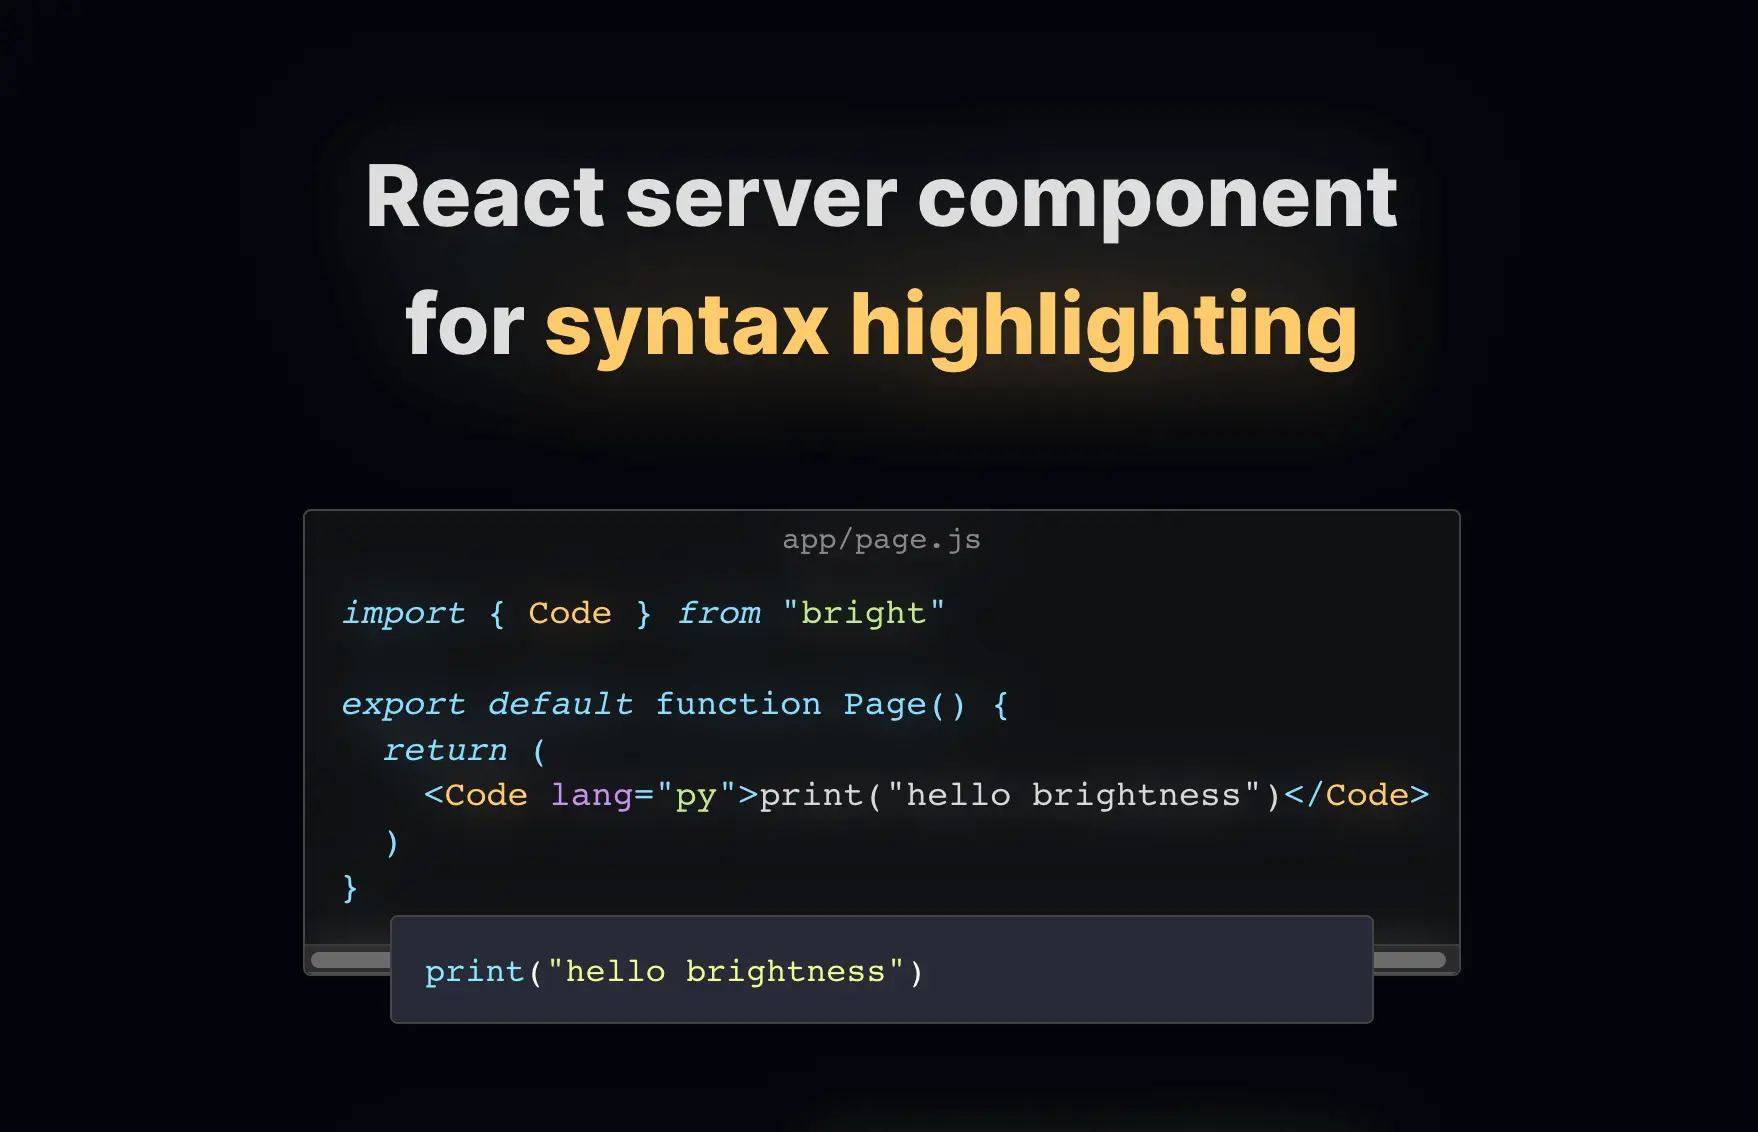 React server component
for syntax highlighting
app/page.js
import { Code } from "bright"
export default function Page() {
  return (
    <Code lang="py">print("hello brightness")</Code>
  )
}
print("hello brightness")